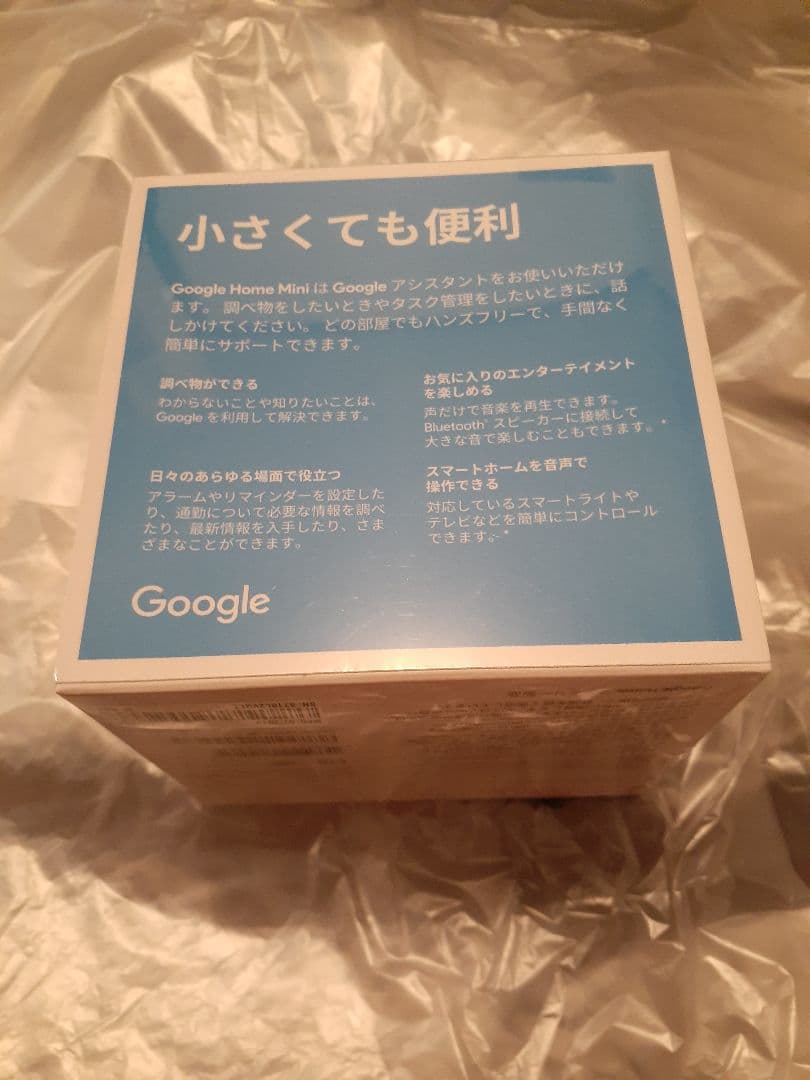 小さくても便利
Google Home Mini は Google アシスタントをお使いいただけ
ます。 調べ物をしたいときやタスク管理をしたいときに、話
しかけてください。 どの部屋でもハンズフリーで、手間なく
簡単にサポートできます。
調べ物ができる
わからないことや知りたいことは、
Google を利用して解決できます。
お気に入りのエンターテイメント
を楽しめる
声だけで音楽を再生できます。
Bluetooth® スピーカーに接続して
大きな音で楽しむこともできます。*
日々のあらゆる場面で役立つ
アラームやリマインダーを設定した
り、通勤について必要な情報を調べ
たり、最新情報を入手したり、さま
ざまなことができます。
スマートホームを音声で
操作できる
対応しているスマートライトや
テレビなどを簡単にコントロール
できます。*
Google